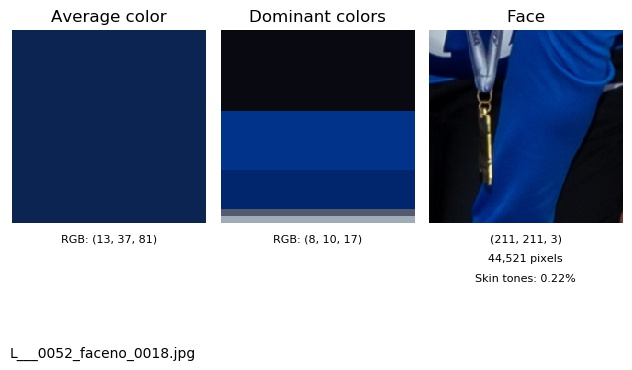 Average color
Dominant colors
Face
RGB: (13, 37, 81)
RGB: (8, 10, 17)
(211, 211, 3)
44,521 pixels
Skin tones: 0.22%
L___0052_faceno_0018.jpg